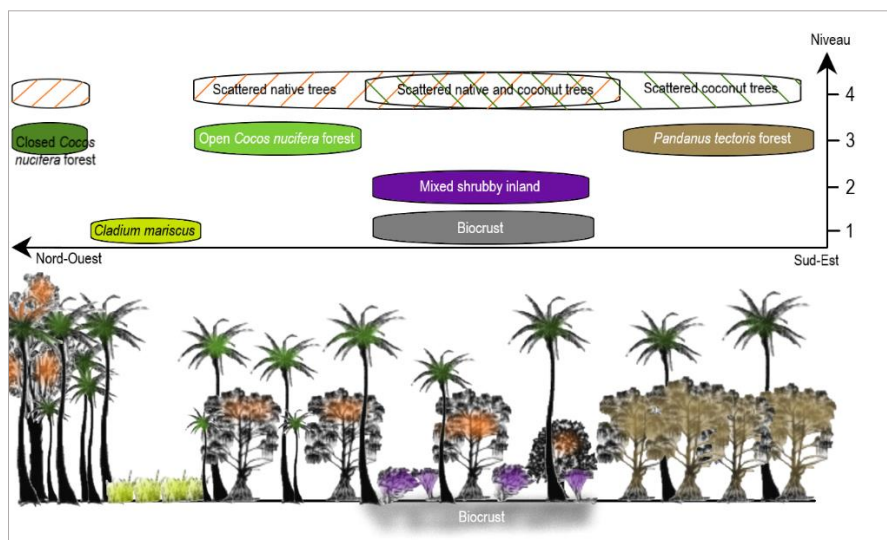 Niveau
Scattered native trees
Scattered native and coconut trees
Scattered coconut trees
4
Closed Cocos
nucifera forest
Open Cocos nucifera forest
Pandanus tectoris forest
3
Mixed shrubby inland
2
Cladium mariscus
Biocrust
1
Nord-Ouest
Sud-Est
Biocrust